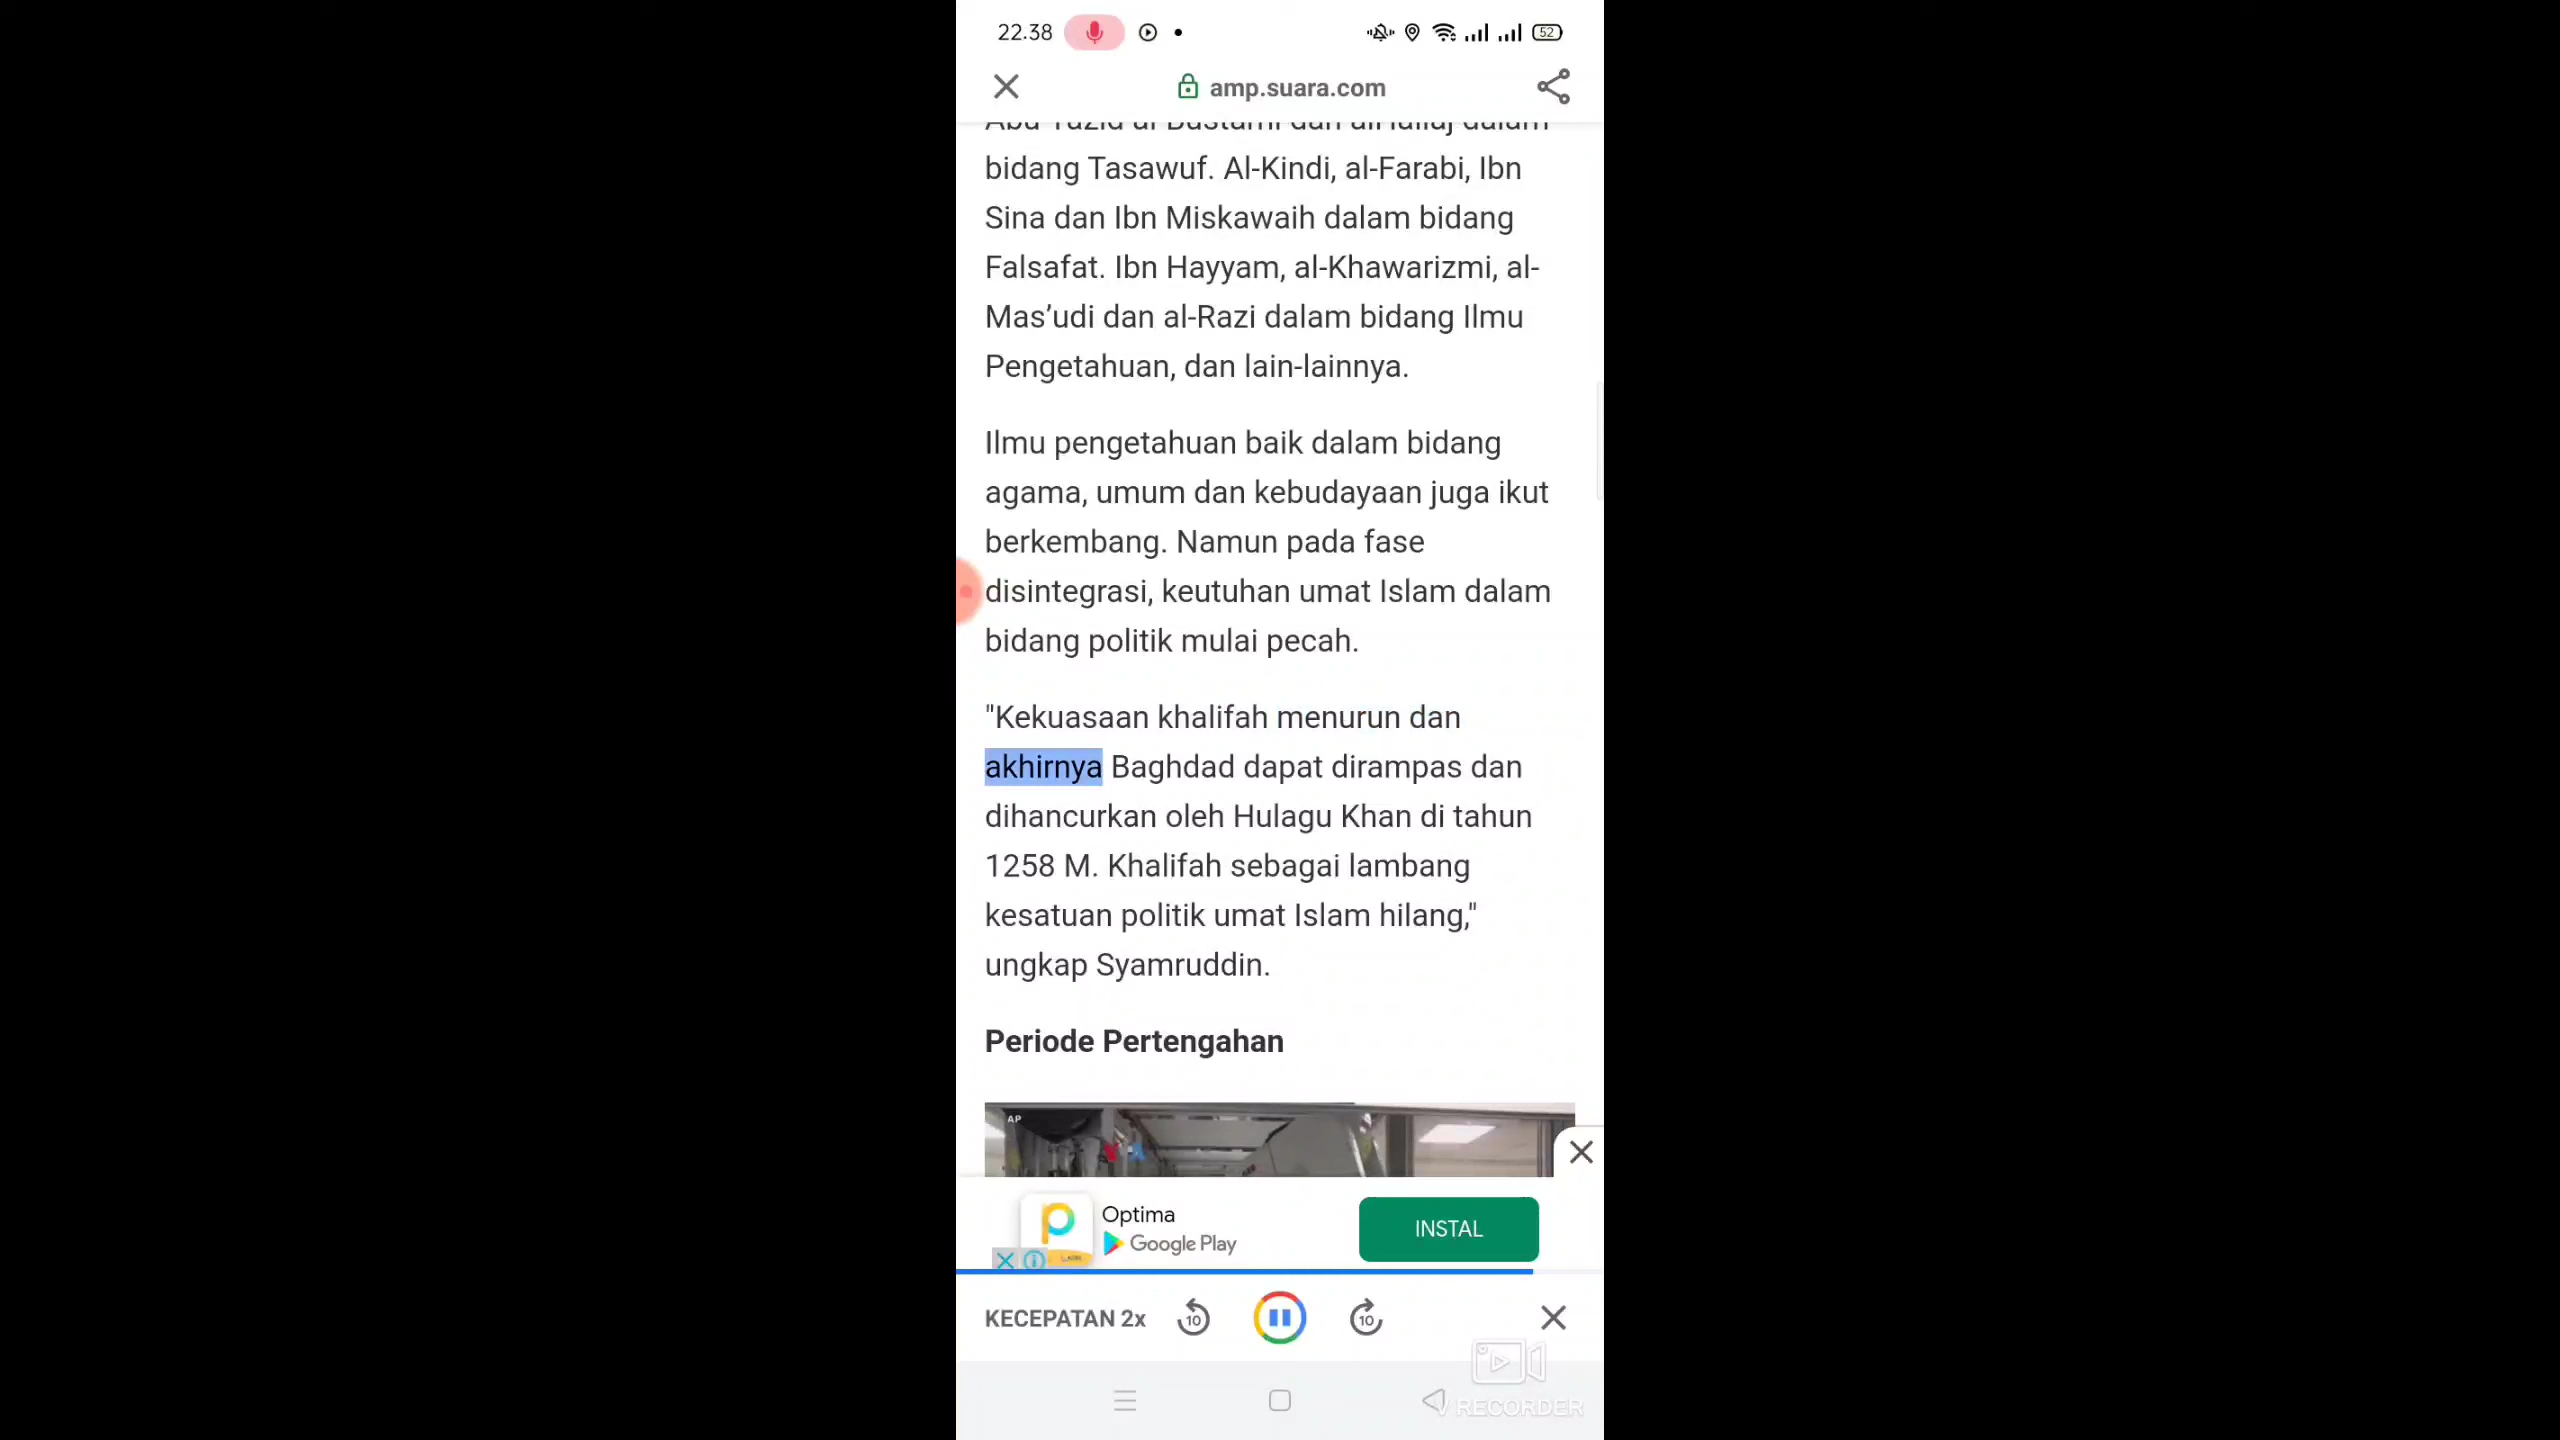 22.38
52
amp.suara.com
bidang Tasawuf. Al-Kindi, al-Farabi, Ibn
Sina dan Ibn Miskawaih dalam bidang
Falsafat. Ibn Hayyam, al-Khawarizmi, al-
Mas’udi dan al-Razi dalam bidang Ilmu
Pengetahuan, dan lain-lainnya.
Ilmu pengetahuan baik dalam bidang
agama, umum dan kebudayaan juga ikut
berkembang. Namun pada fase
disintegrasi, keutuhan umat Islam dalam
bidang politik mulai pecah.
"Kekuasaan khalifah menurun dan
akhirnya Baghdad dapat dirampas dan
dihancurkan oleh Hulagu Khan di tahun
1258 M. Khalifah sebagai lambang
kesatuan politik umat Islam hilang,"
ungkap Syamruddin.
Periode Pertengahan
AP
Optima
Google Play
INSTAL
KECEPATAN 2x
10
10
V RECORDER